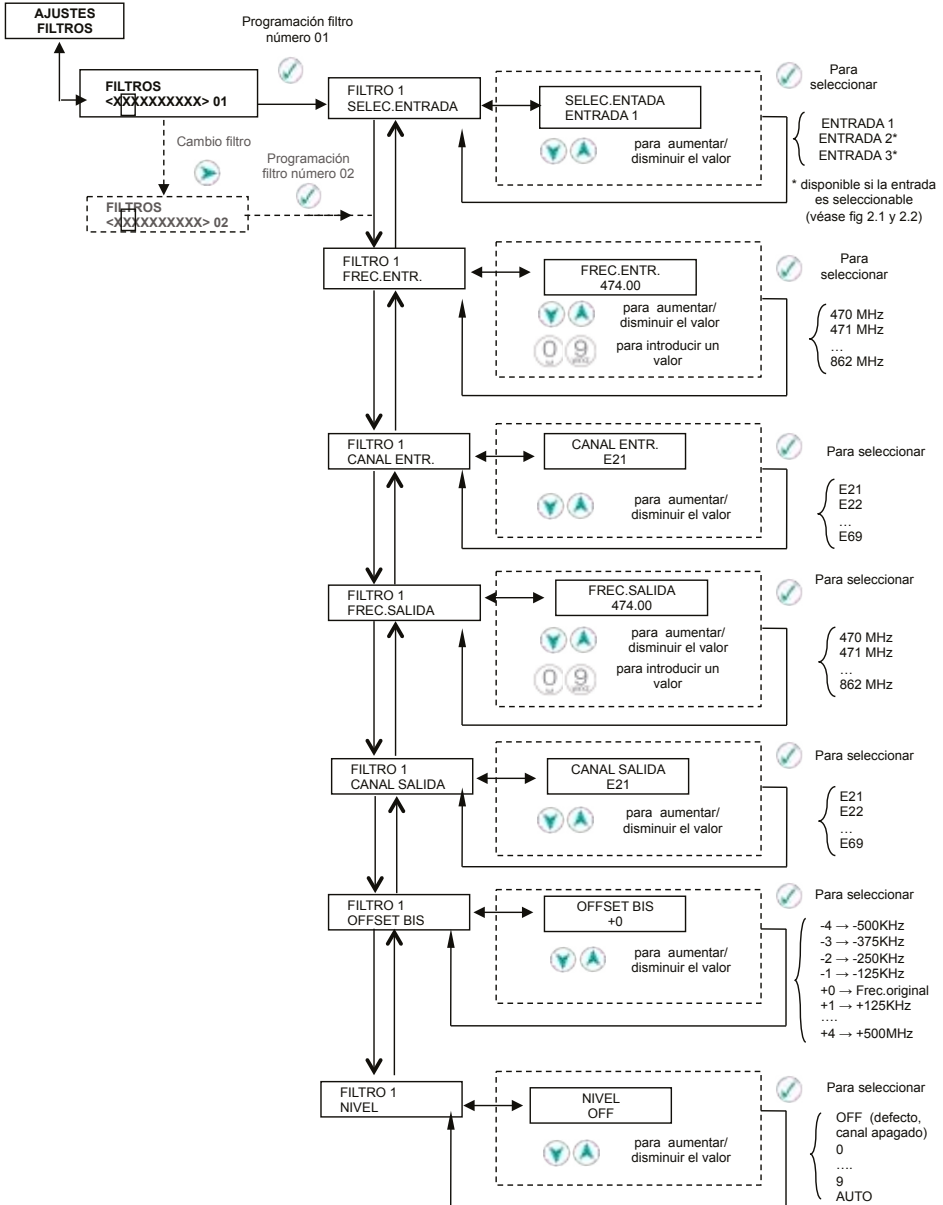 AJUSTES
FILTROS
Programación filtro
número 01
FILTROS
<XXXXXXXXXX> 01
Cambio filtro
Programación
filtro número 02
FILTROS
<XXXXXXXXXX> 02
FILTRO 1
SELEC.ENTRADA
SELEC.ENTADA
ENTRADA 1
para aumentar/
disminuir el valor
Para
seleccionar
ENTRADA 1
ENTRADA 2*
ENTRADA 3*
* disponible si la entrada
es seleccionable
(véase fig 2.1 y 2.2)
FILTRO 1
FREC.ENTR.
FREC.ENTR.
474.00
para aumentar/
disminuir el valor
0 9
para introducir un
valor
Para
seleccionar
470 MHz
471 MHz
...
862 MHz
FILTRO 1
CANAL ENTR.
CANAL ENTR.
E21
para aumentar/
disminuir el valor
Para seleccionar
E21
E22
...
E69
FILTRO 1
FREC.SALIDA
FREC.SALIDA
474.00
para aumentar/
disminuir el valor
0 9
para introducir un
valor
Para seleccionar
470 MHz
471 MHz
...
862 MHz
FILTRO 1
CANAL SALIDA
CANAL SALIDA
E21
para aumentar/
disminuir el valor
Para seleccionar
E21
E22
...
E69
FILTRO 1
OFFSET BIS
OFFSET BIS
+0
para aumentar/
disminuir el valor
Para seleccionar
-4 → -500KHz
-3 → -375KHz
-2 → -250KHz
-1 → -125KHz
+0 → Frec.original
+1 → +125KHz
....
+4 → +500MHz
FILTRO 1
NIVEL
NIVEL
OFF
para aumentar/
disminuir el valor
Para seleccionar
OFF (defecto,
canal apagado)
0
....
9
AUTO